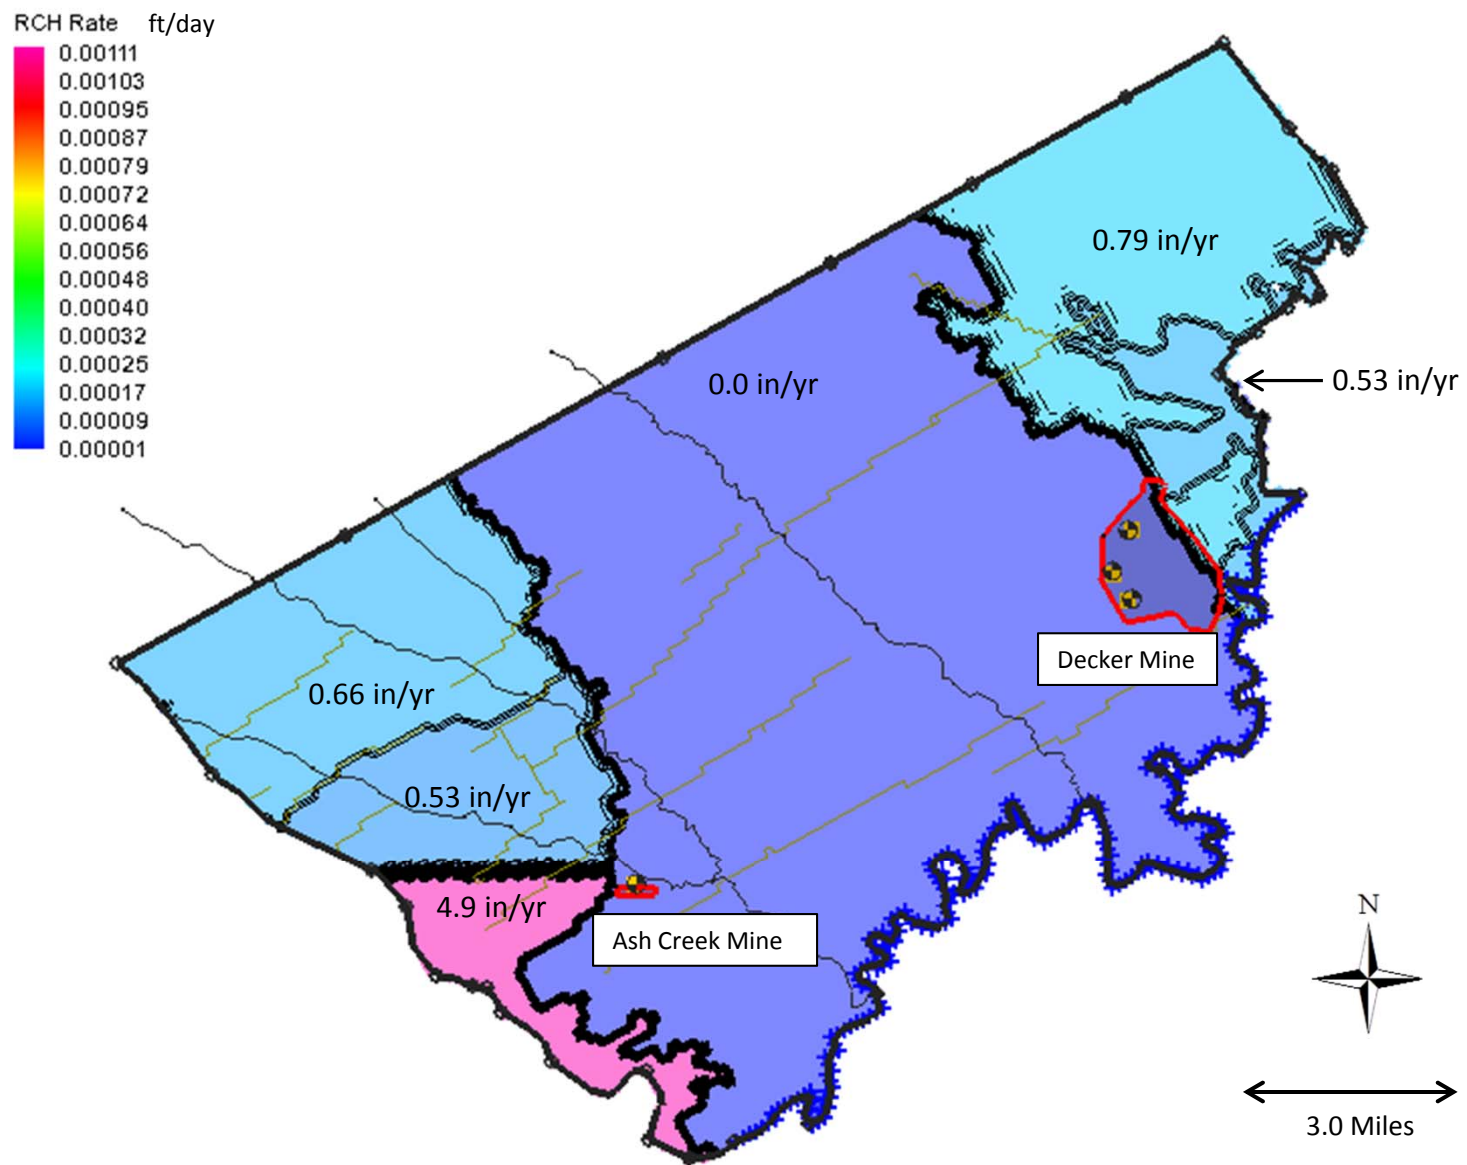 RCH Rate ft/day
0.00111
0.00103
0.00095
0.00087
0.00079
0.00072
0.00064
0.00056
0.00048
0.00040
0.00032
0.00025
0.00017
0.00009
0.00001
0.79 in/yr
0.0 in/yr
0.53 in/yr
Decker Mine
0.66 in/yr
0.53 in/yr
4.9 in/yr
Ash Creek Mine
N
3.0 Miles